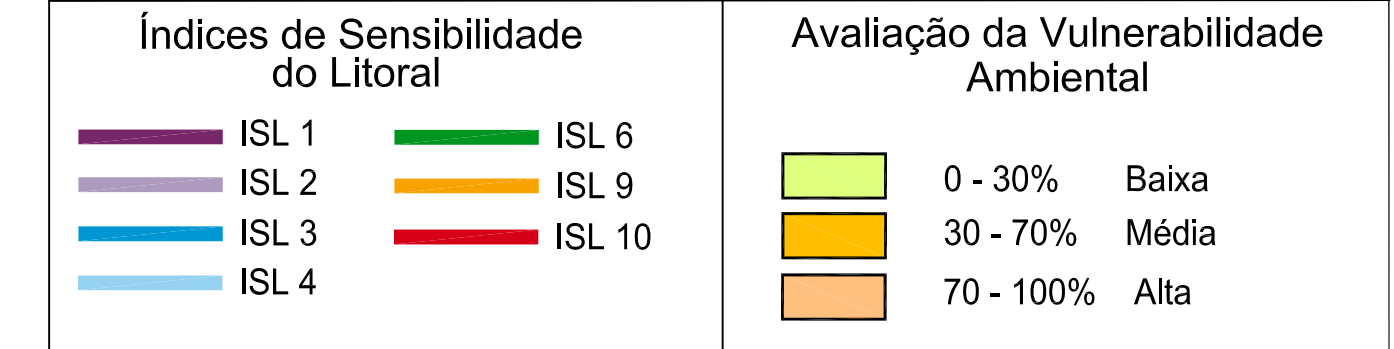 Índices de Sensibilidade
do Litoral
ISL 1
ISL 2
ISL 3
ISL 4
ISL 6
ISL 9
ISL 10
Avaliação da Vulnerabilidade
Ambiental
0 - 30% Baixa
30 - 70% Média
70 - 100% Alta